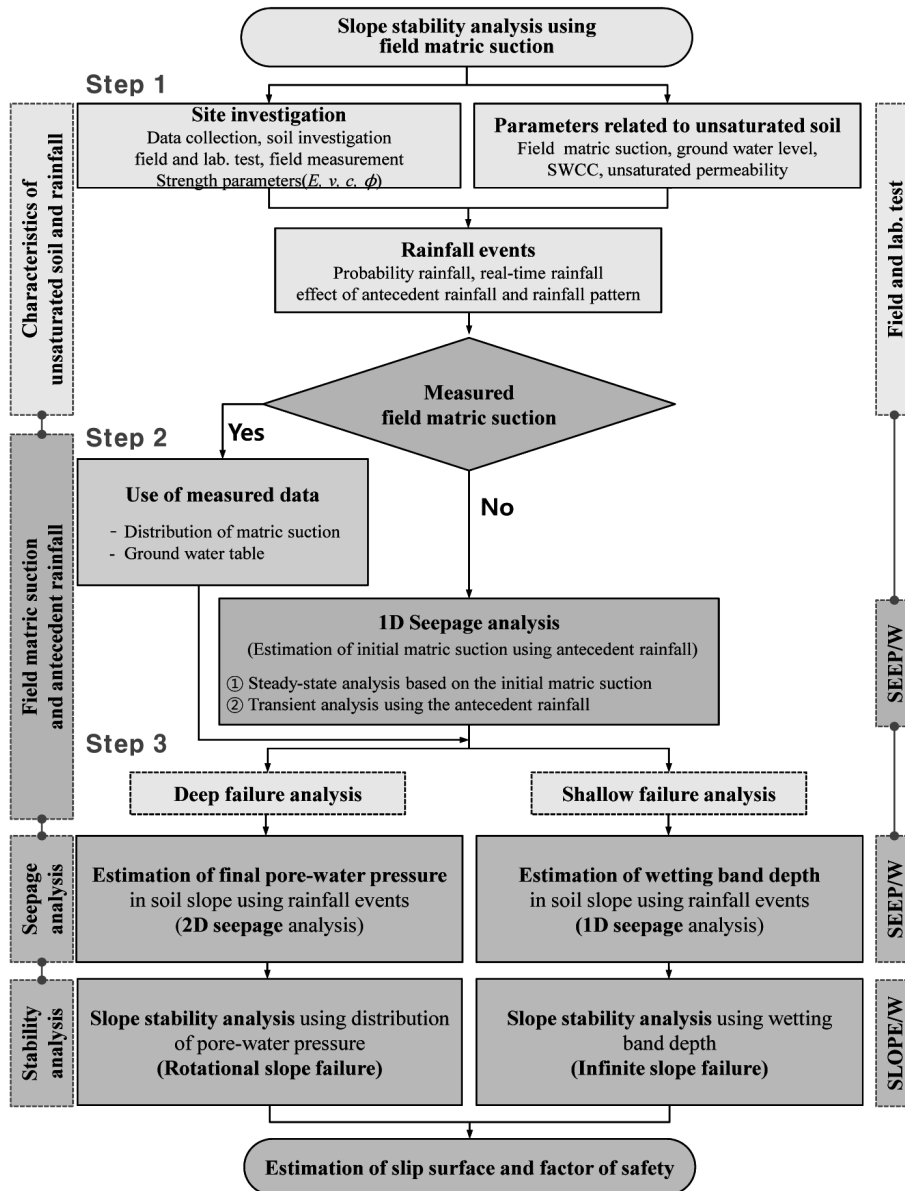 Slope stability analysis using
field matric suction
Step 1
Site investigation
Data collection, soil investigation
field and lab. test, field measurement
Strength parameters(E, v, c, ϕ)
Parameters related to unsaturated soil
Field matric suction, ground water level,
SWCC, unsaturated permeability
Characteristics of
unsaturated soil and rainfall
Field and lab. test
Rainfall events
Probability rainfall, real-time rainfall
effect of antecedent rainfall and rainfall pattern
Measured
field matric suction
Yes
No
Step 2
Use of measured data
- Distribution of matric suction
- Ground water table
Field matric suction
and antecedent rainfall
1D Seepage analysis
(Estimation of initial matric suction using antecedent rainfall)
① Steady-state analysis based on the initial matric suction
② Transient analysis using the antecedent rainfall
SEEP/W
Step 3
Deep failure analysis
Shallow failure analysis
Seepage
analysis
Estimation of final pore-water pressure
in soil slope using rainfall events
(2D seepage analysis)
Estimation of wetting band depth
in soil slope using rainfall events
(1D seepage analysis)
SEEP/W
Stability
analysis
Slope stability analysis using distribution
of pore-water pressure
(Rotational slope failure)
Slope stability analysis using wetting
band depth
(Infinite slope failure)
SLOPE/W
Estimation of slip surface and factor of safety